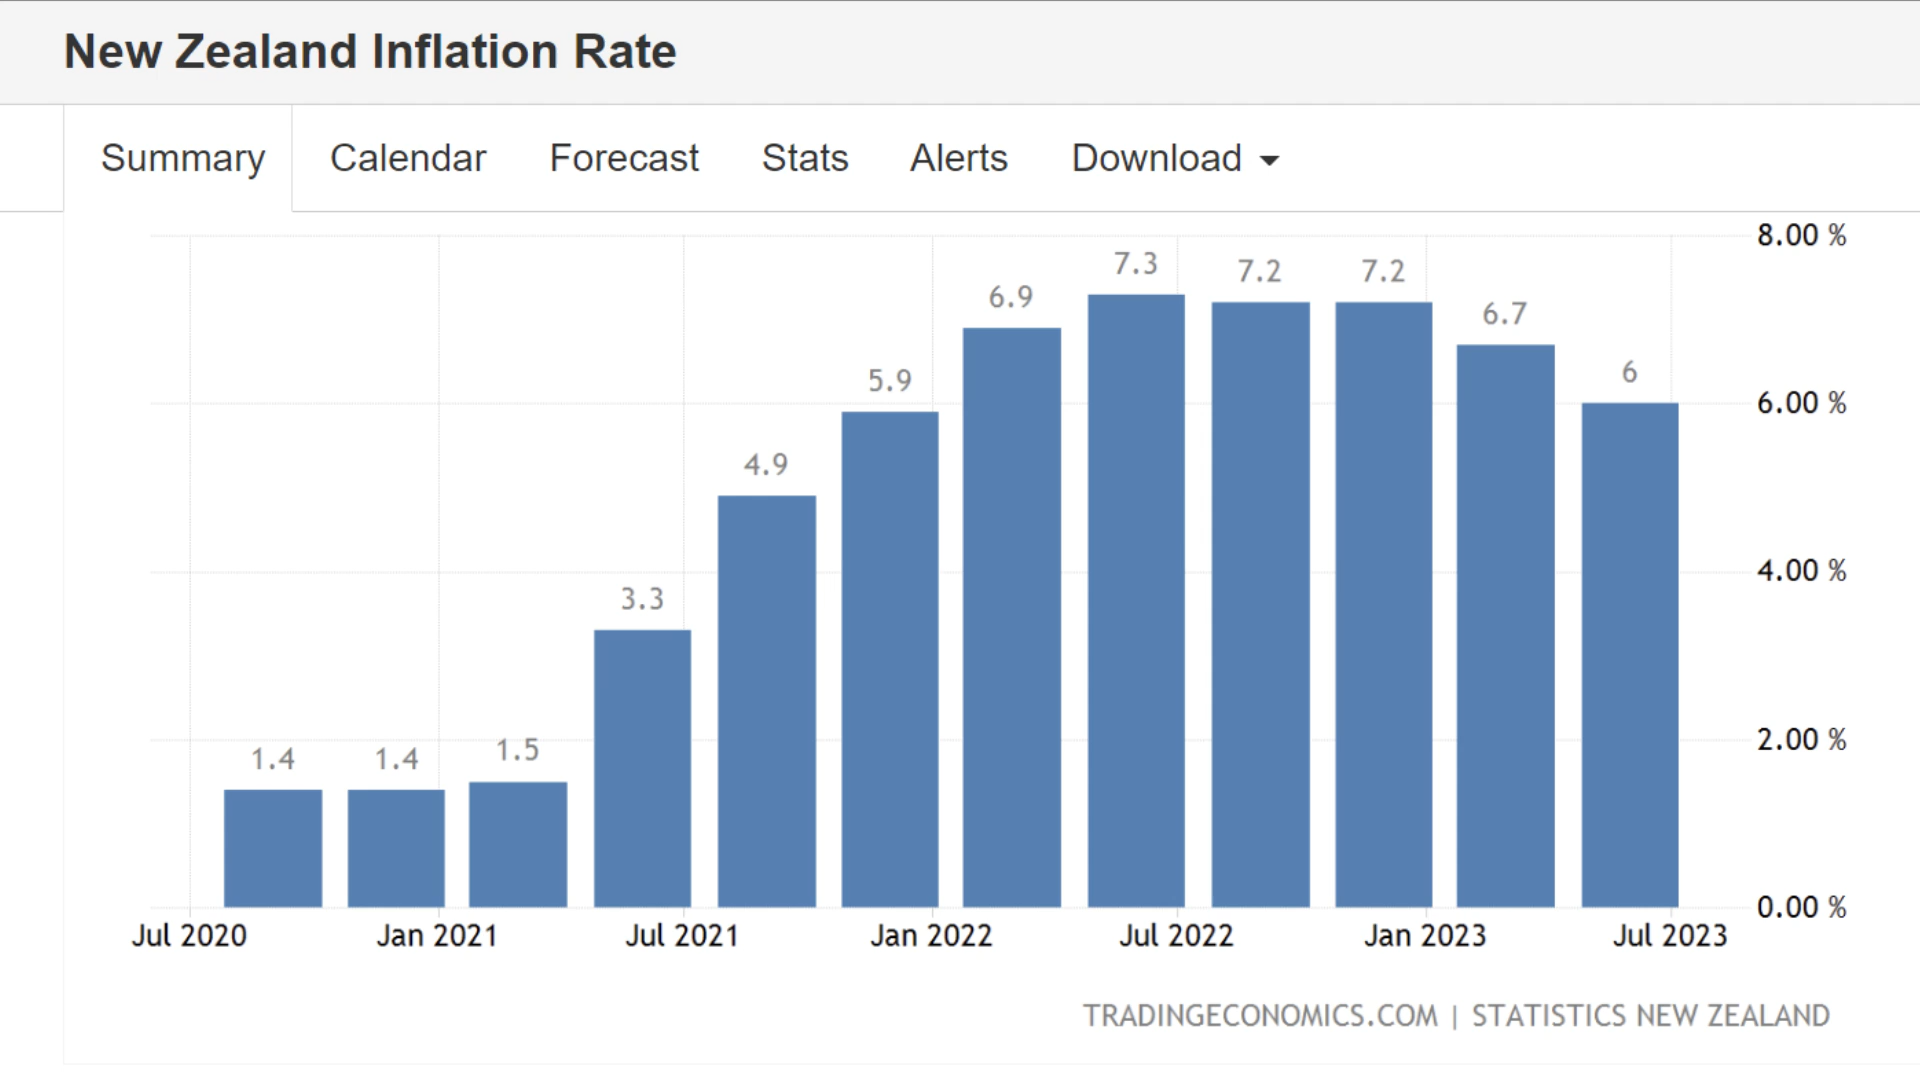 New Zealand Inflation Rate
Summary Calendar Forecast Stats Alerts Download
8.00 %
7.3
7.2 7.2
6.9
6.7
6
5.9
6.00 %
4.9
4.00 %
3.3
1.4 1.4 1.5
2.00 %
0.00 %
Jul 2020 Jan 2021 Jul 2021 Jan 2022 Jul 2022 Jan 2023 Jul 2023
TRADINGECONOMICS.COM | STATISTICS NEW ZEALAND